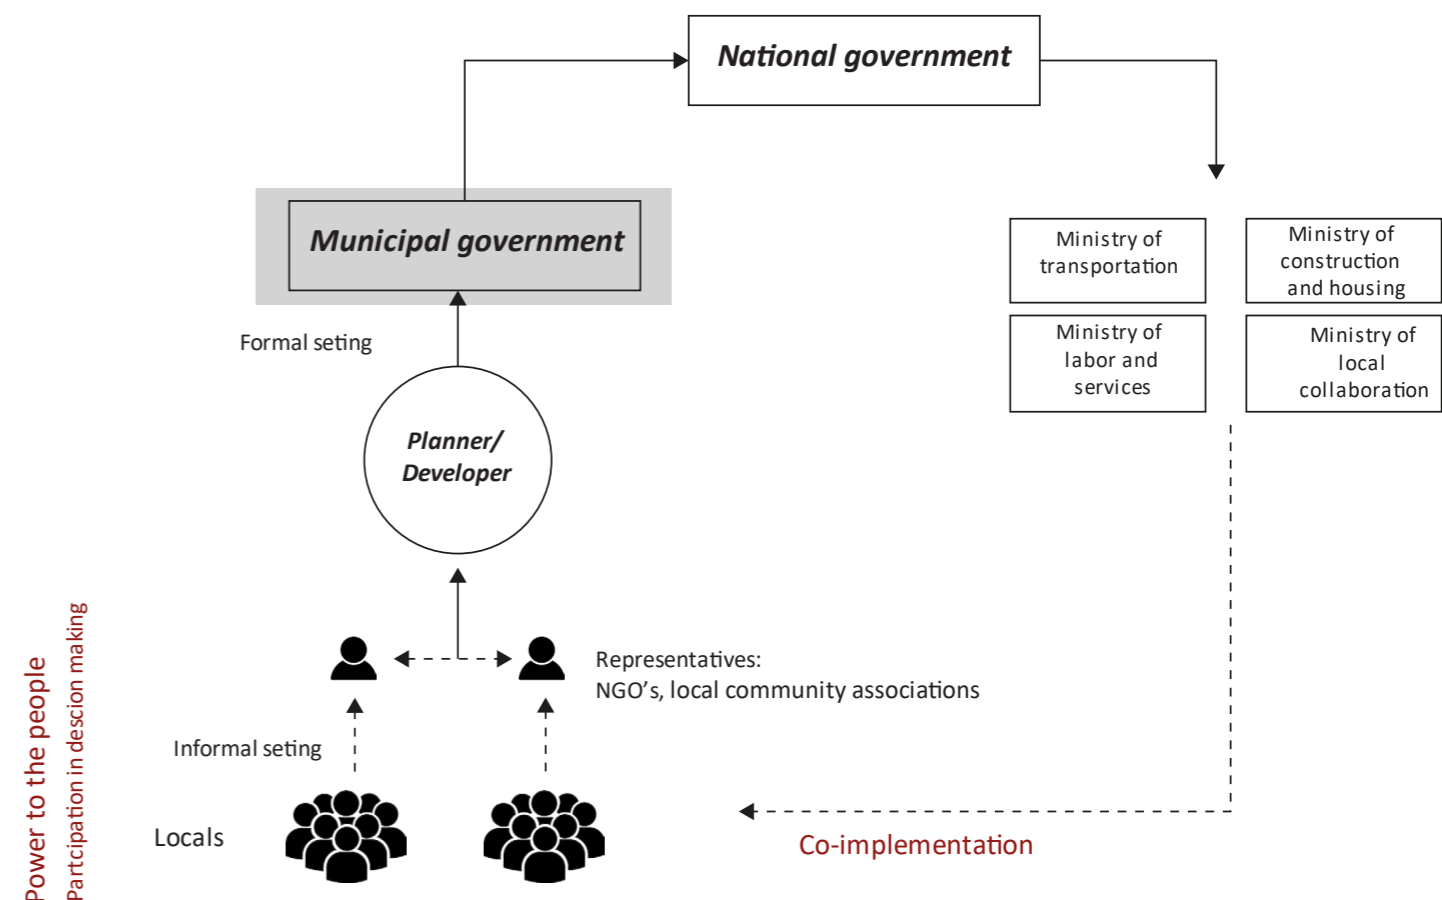 National government
Municipal government
Ministry of
transportation
Ministry of
construction
and housing
Formal seting
Ministry of
labor and
services
Ministry of
local
collaboration
Planner/
Developer
Representatives:
NGO's, local community associations
Informal seting
Locals
Co-implementation
Power to the people
Partcipation in descion making